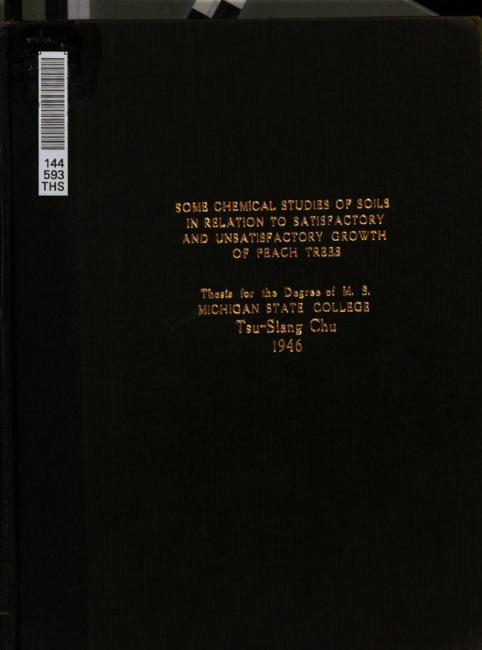 144
593
THS
SOME CHEMICAL STUDIES OF SOILS
IN RELATION TO SATISFACTORY
AND UNSATISFACTORY GROWTH
OF PEACH TREES
Thesis for the Degree of M. S.
MICHIGAN STATE COLLEGE
Tsu-Siang Chu
1946